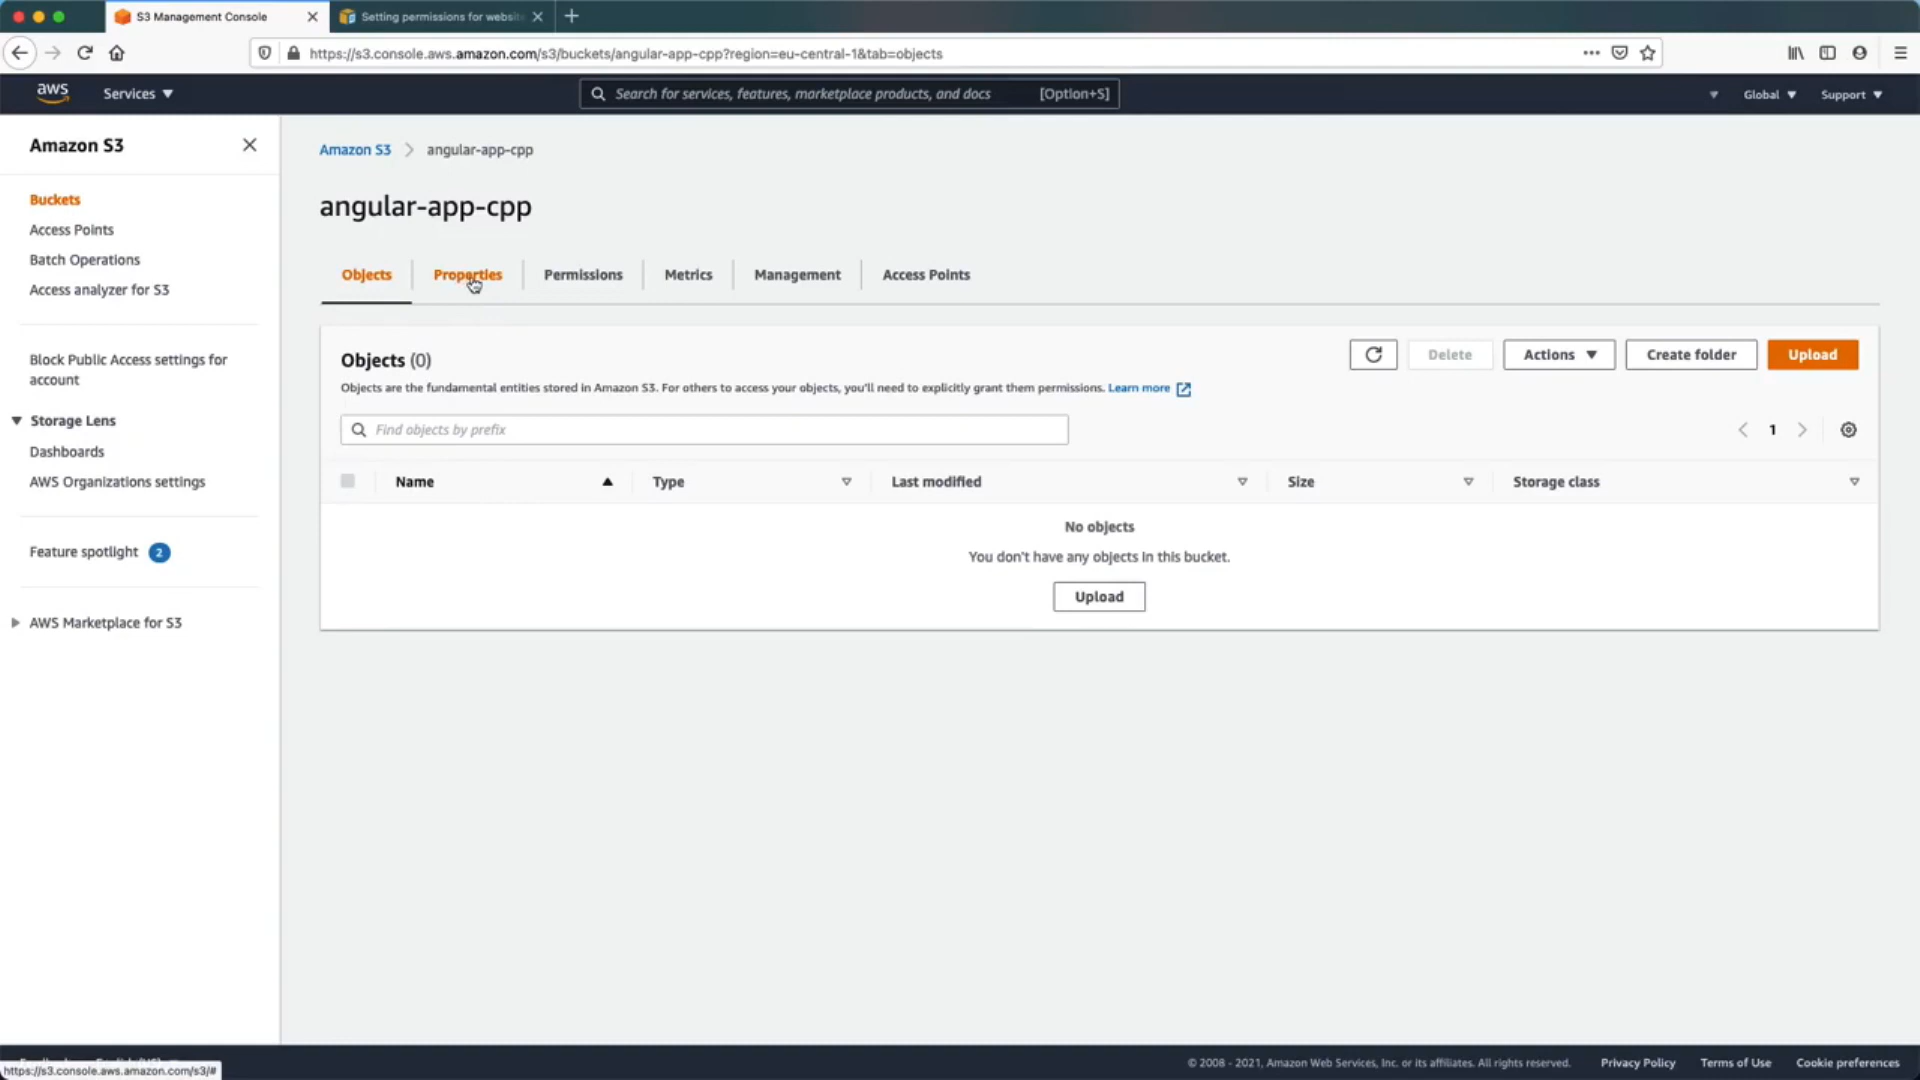 S3 Management Console
Setting permissions for websit
https://s3.console.aws.amazon.com/s3/buckets/angular-app-cpp?region=eu-central-1&tab=objects
aws
Services
Search for services, features, marketplace products, and docs
[Option+S]
Global
Support
Amazon S3
Buckets
Access Points
Batch Operations
Access analyzer for S3
Block Public Access settings for
account
Storage Lens
Dashboards
AWS Organizations settings
Feature spotlight 2
AWS Marketplace for S3
Amazon S3 > angular-app-cpp
angular-app-cpp
Objects
Properties
Permissions
Metrics
Management
Access Points
Objects (0)
Delete
Actions
Create folder
Upload
Objects are the fundamental entities stored in Amazon S3. For others to access your objects, you'll need to explicitly grant them permissions. Learn more
Find objects by prefix
1
Name
Type
Last modified
Size
Storage class
No objects
You don't have any objects in this bucket.
Upload
https://s3.console.aws.amazon.com/s3/#
© 2008 - 2021, Amazon Web Services, Inc. or its affiliates. All rights reserved.
Privacy Policy
Terms of Use
Cookie preferences